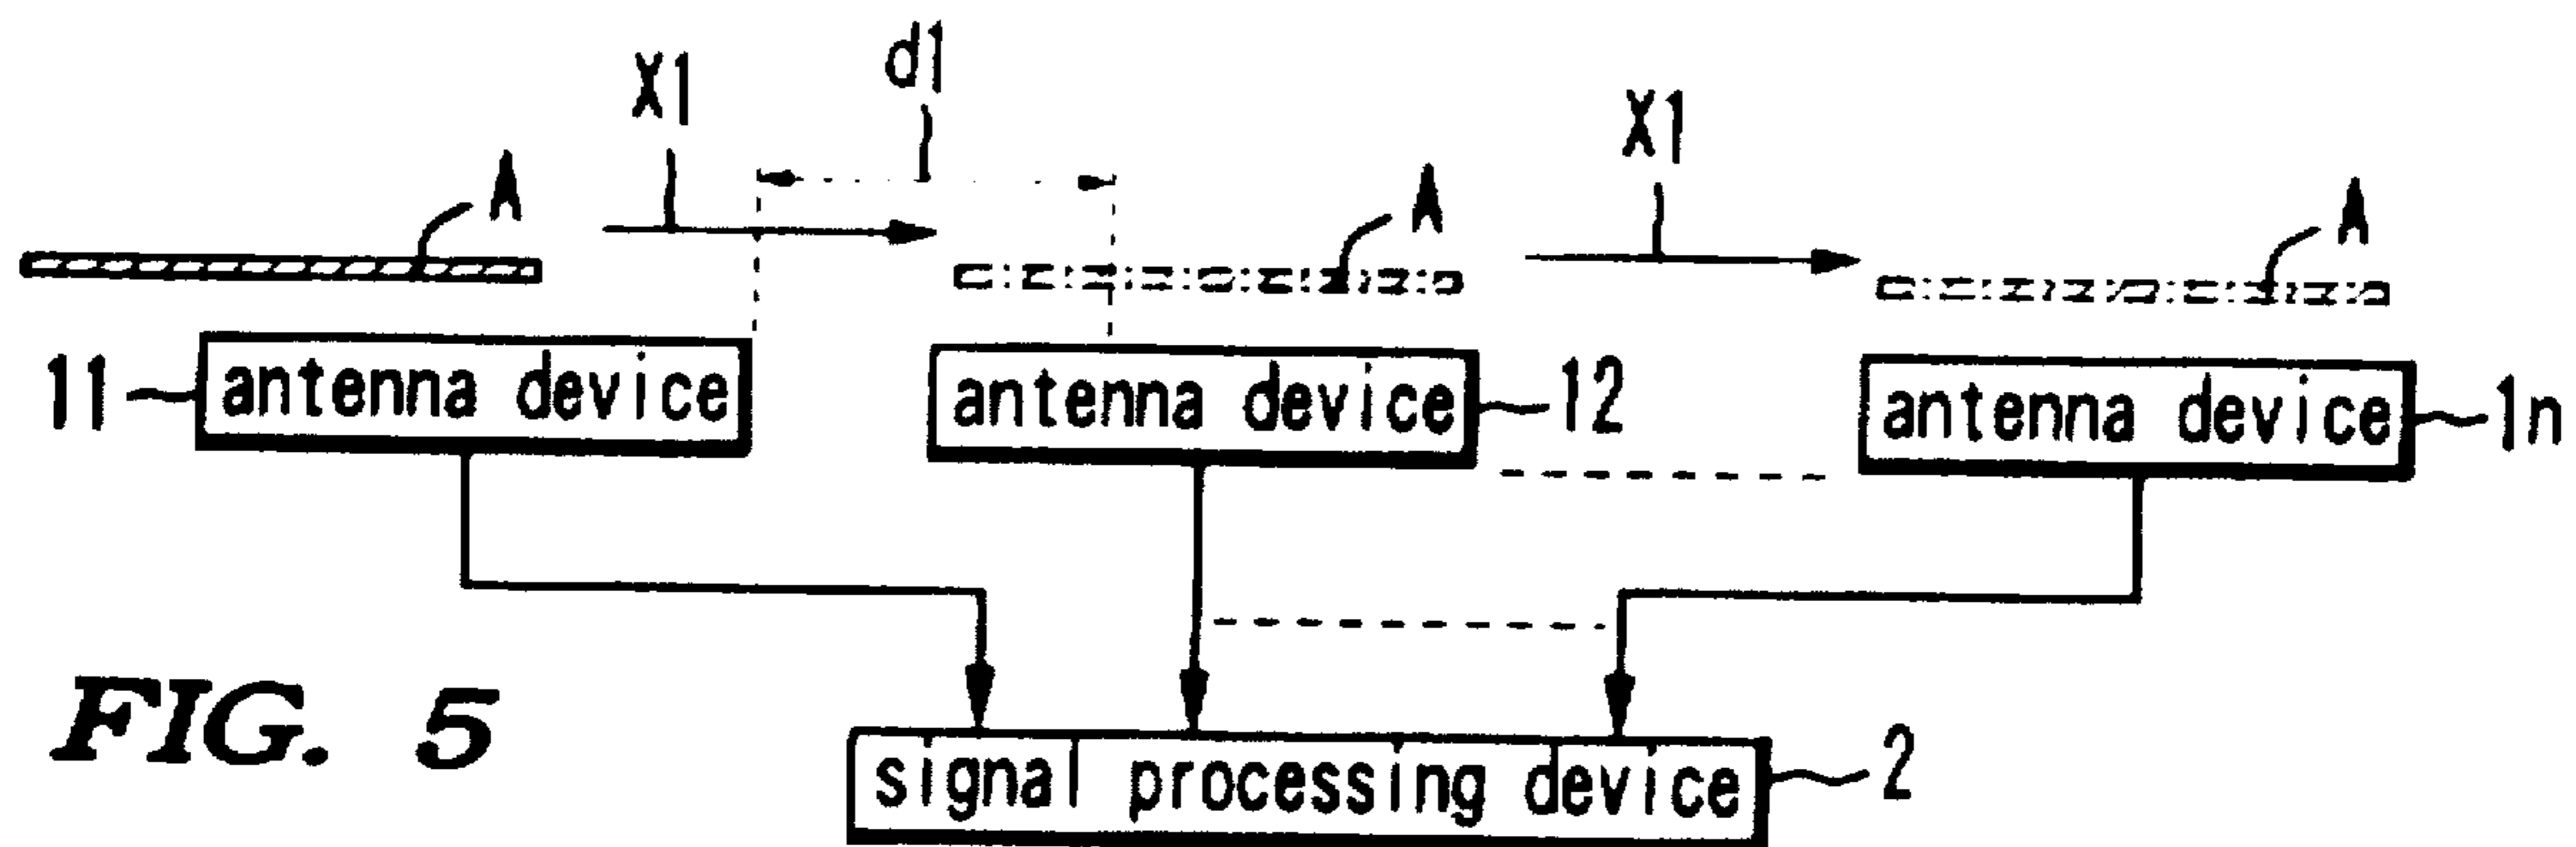 d1
X1
X1
A
A
A
11
antenna device
antenna device
12
antenna device
1n
FIG. 5
signal processing device
2